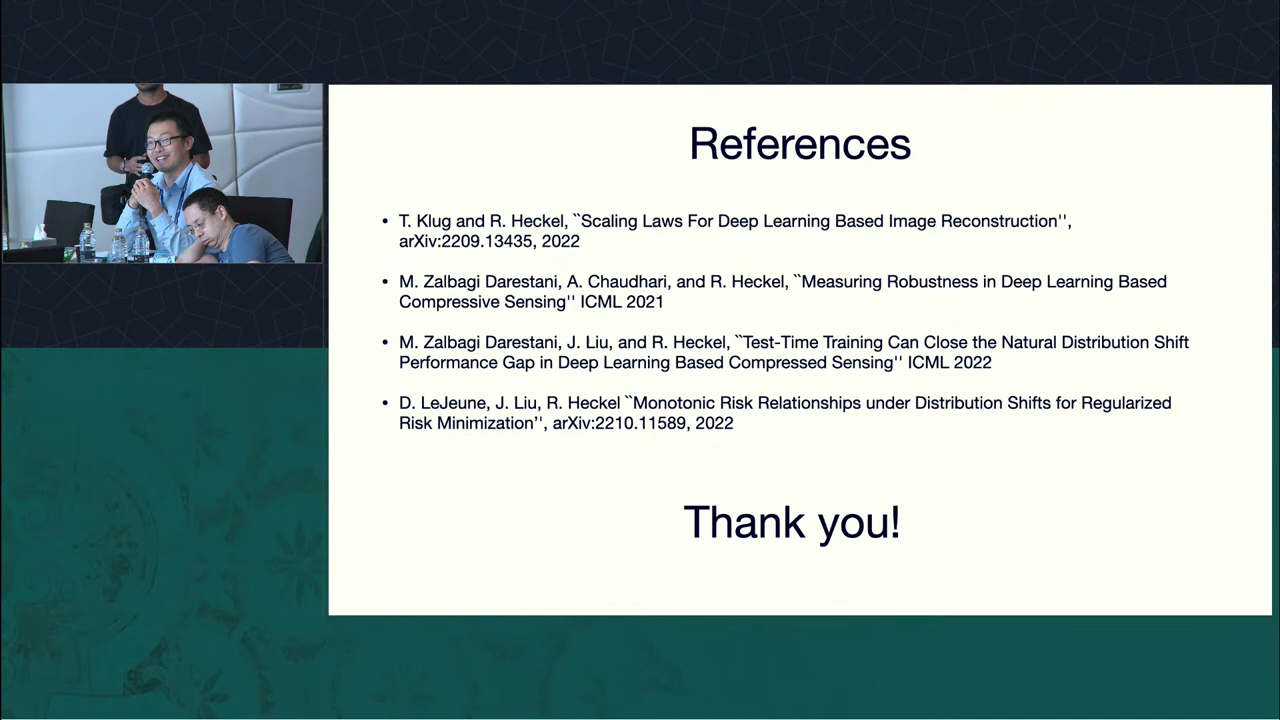 References
• T. Klug and R. Heckel, ``Scaling Laws For Deep Learning Based Image Reconstruction'',
arXiv:2209.13435, 2022
• M. Zalbagi Darestani, A. Chaudhari, and R. Heckel, ``Measuring Robustness in Deep Learning Based
Compressive Sensing'' ICML 2021
• M. Zalbagi Darestani, J. Liu, and R. Heckel, ``Test-Time Training Can Close the Natural Distribution Shift
Performance Gap in Deep Learning Based Compressed Sensing'' ICML 2022
• D. LeJeune, J. Liu, R. Heckel ``Monotonic Risk Relationships under Distribution Shifts for Regularized
Risk Minimization’', arXiv:2210.11589, 2022
Thank you!